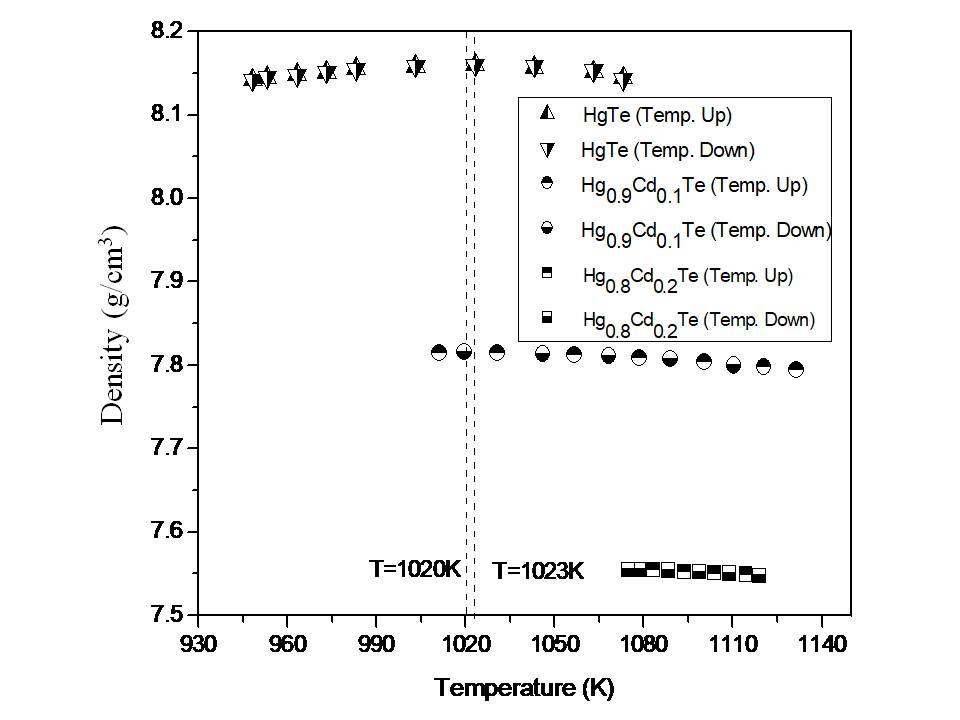 8.2
8.1
8.0
7.9
7.8
7.7
7.6
7.5
Density (g/cm3)
HgTe (Temp. Up)
HgTe (Temp. Down)
Hg0.9Cd0.1Te (Temp. Up)
Hg0.9Cd0.1Te (Temp. Down)
Hg0.8Cd0.2Te (Temp. Up)
Hg0.8Cd0.2Te (Temp. Down)
T=1020K T=1023K
930 960 990 1020 1050 1080 1110 1140
Temperature (K)